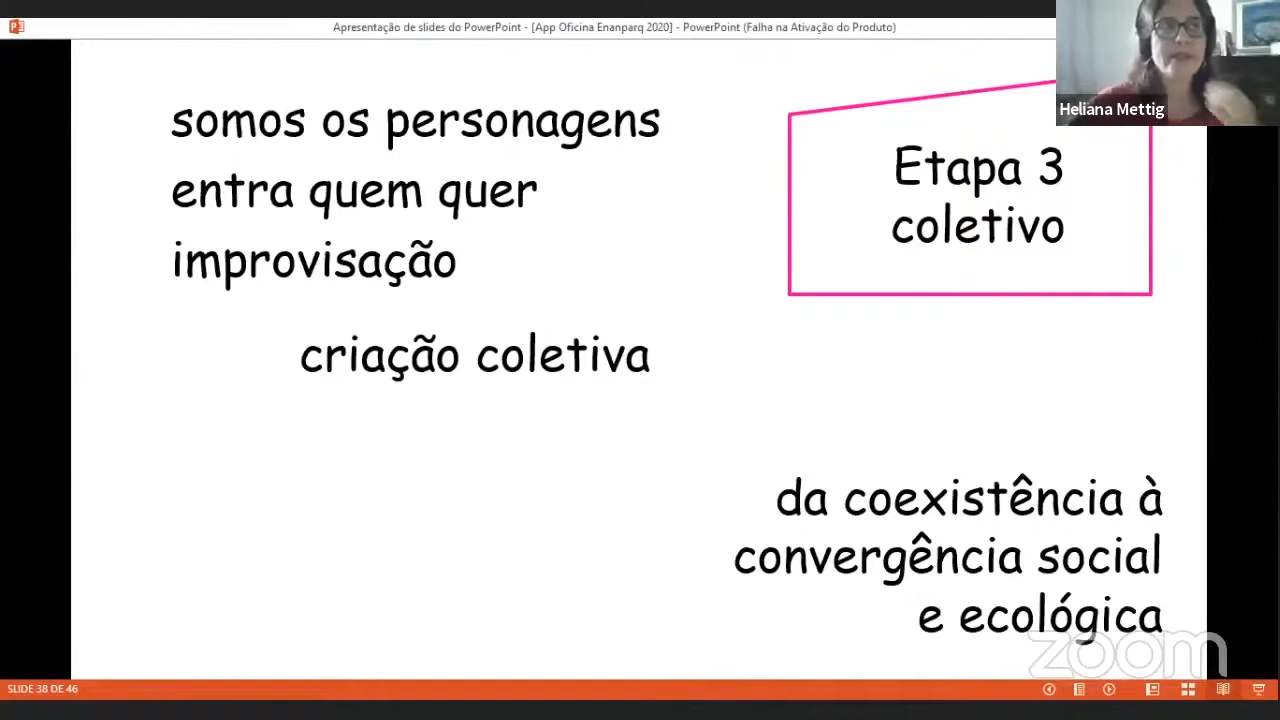 Apresentação de slides do PowerPoint - [App Oficina Enanparq 2020] - PowerPoint (Falha na Ativação do Produto)
Heliana Mettig
somos os personagens
entra quem quer
improvisação
criação coletiva
Etapa 3
coletivo
da coexistência à
convergência social
e ecológica
zoom
SLIDE 38 DE 46